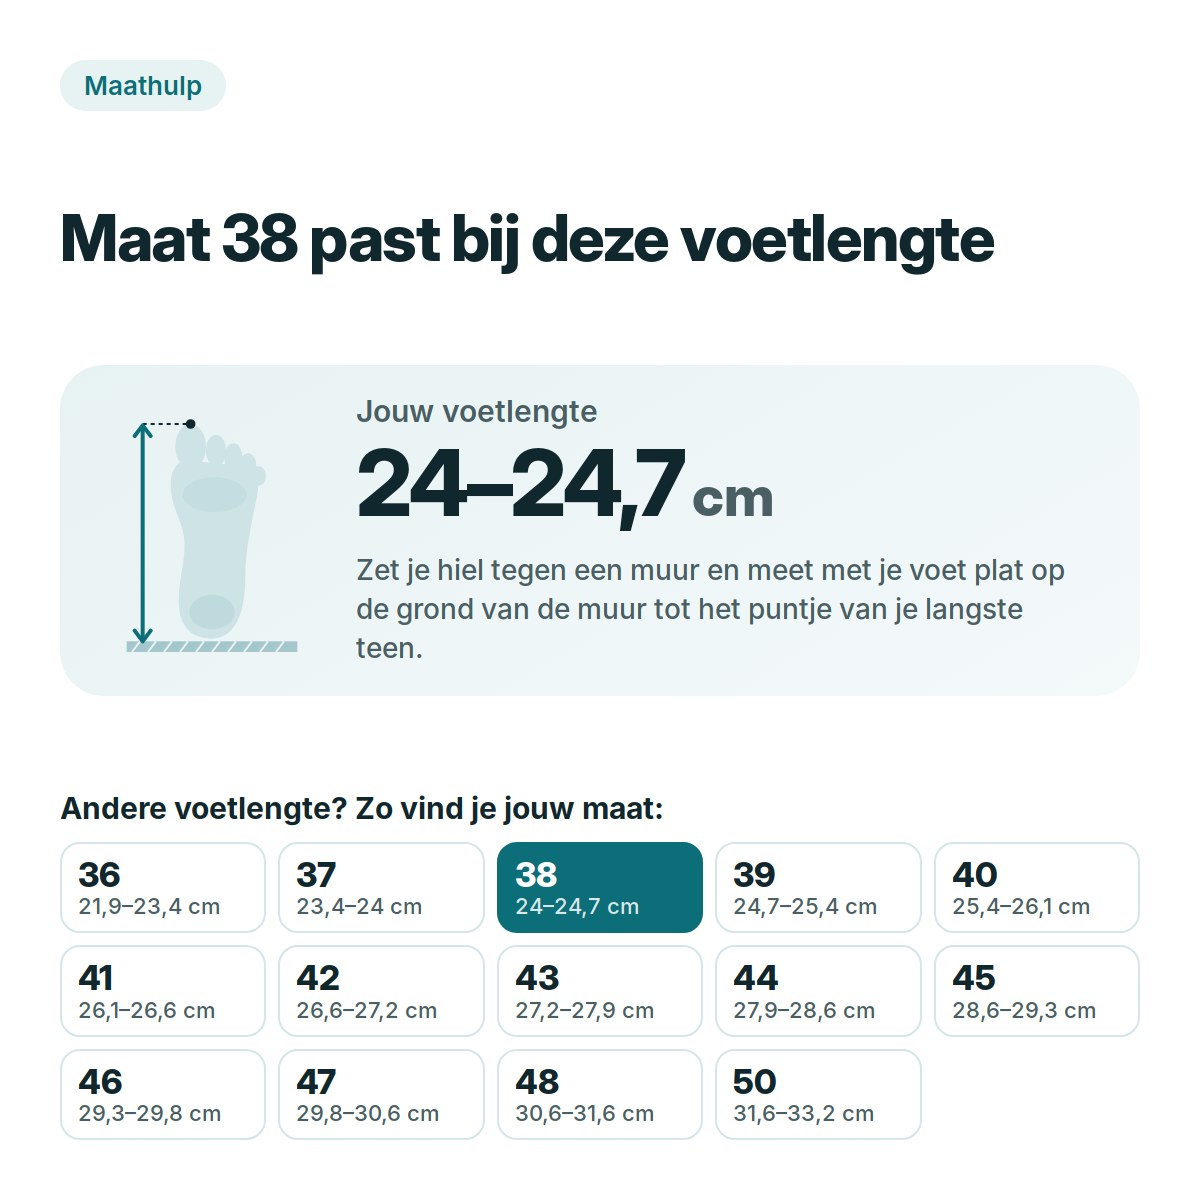 Maathulp
Maat 38 past bij deze voetlengte
Jouw voetlengte
24–24,7 cm
Zet je hiel tegen een muur en meet met je voet plat op
de grond van de muur tot het puntje van je langste
teen.
Andere voetlengte? Zo vind je jouw maat:
36
21,9–23,4 cm
37
23,4–24 cm
38
24–24,7 cm
39
24,7–25,4 cm
40
25,4–26,1 cm
41
26,1–26,6 cm
42
26,6–27,2 cm
43
27,2–27,9 cm
44
27,9–28,6 cm
45
28,6–29,3 cm
46
29,3–29,8 cm
47
29,8–30,6 cm
48
30,6–31,6 cm
50
31,6–33,2 cm